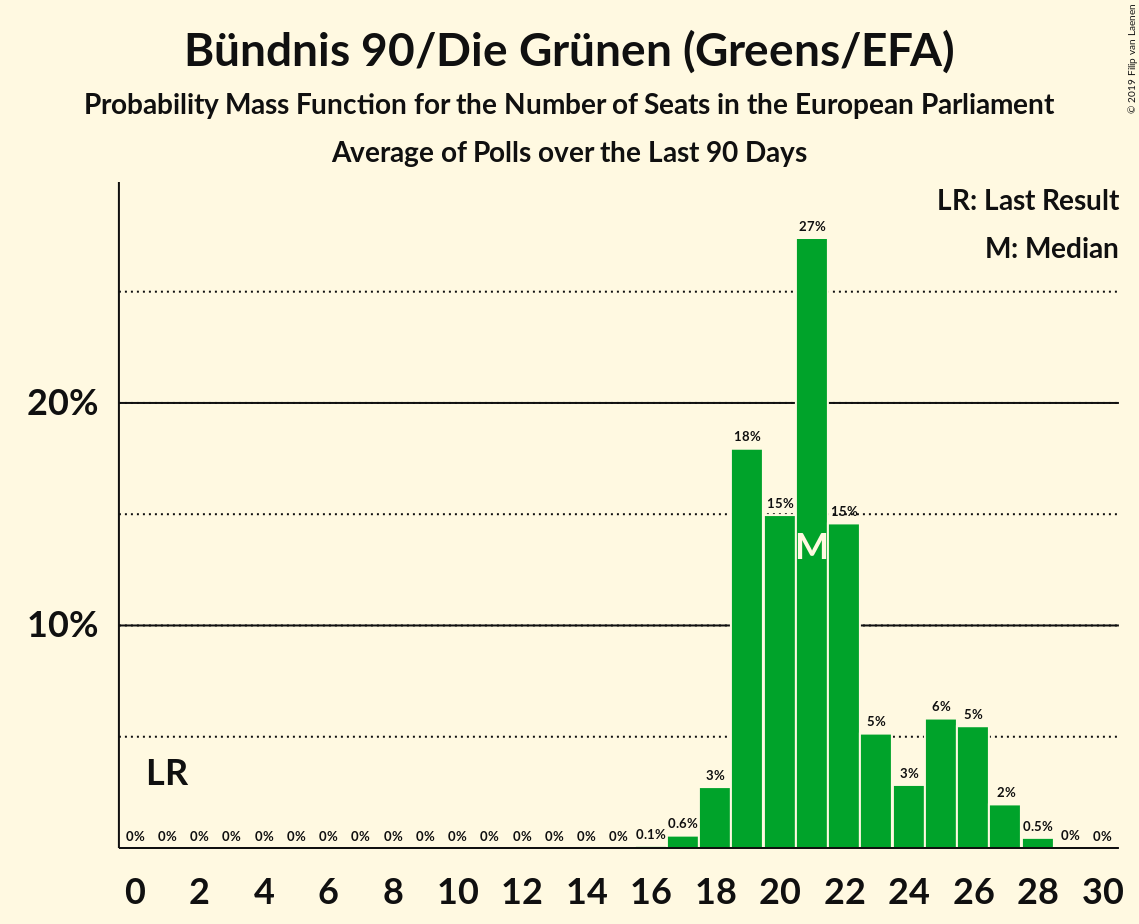 Bündnis 90/Die Grünen (Greens/EFA)
Probability Mass Function for the Number of Seats in the European Parliament
Average of Polls over the Last 90 Days
© 2019 Filip van Laenen
LR: Last Result
M: Median
27%
20%
18%
15%
15%
M
10%
6%
5%
5%
LR
3%
3%
2%
0% 0% 0% 0% 0% 0% 0% 0% 0% 0% 0% 0% 0% 0% 0% 0% 0.1% 0.6% 0.5% 0% 0%
0 2 4 6 8 10 12 14 16 18 20 22 24 26 28 30